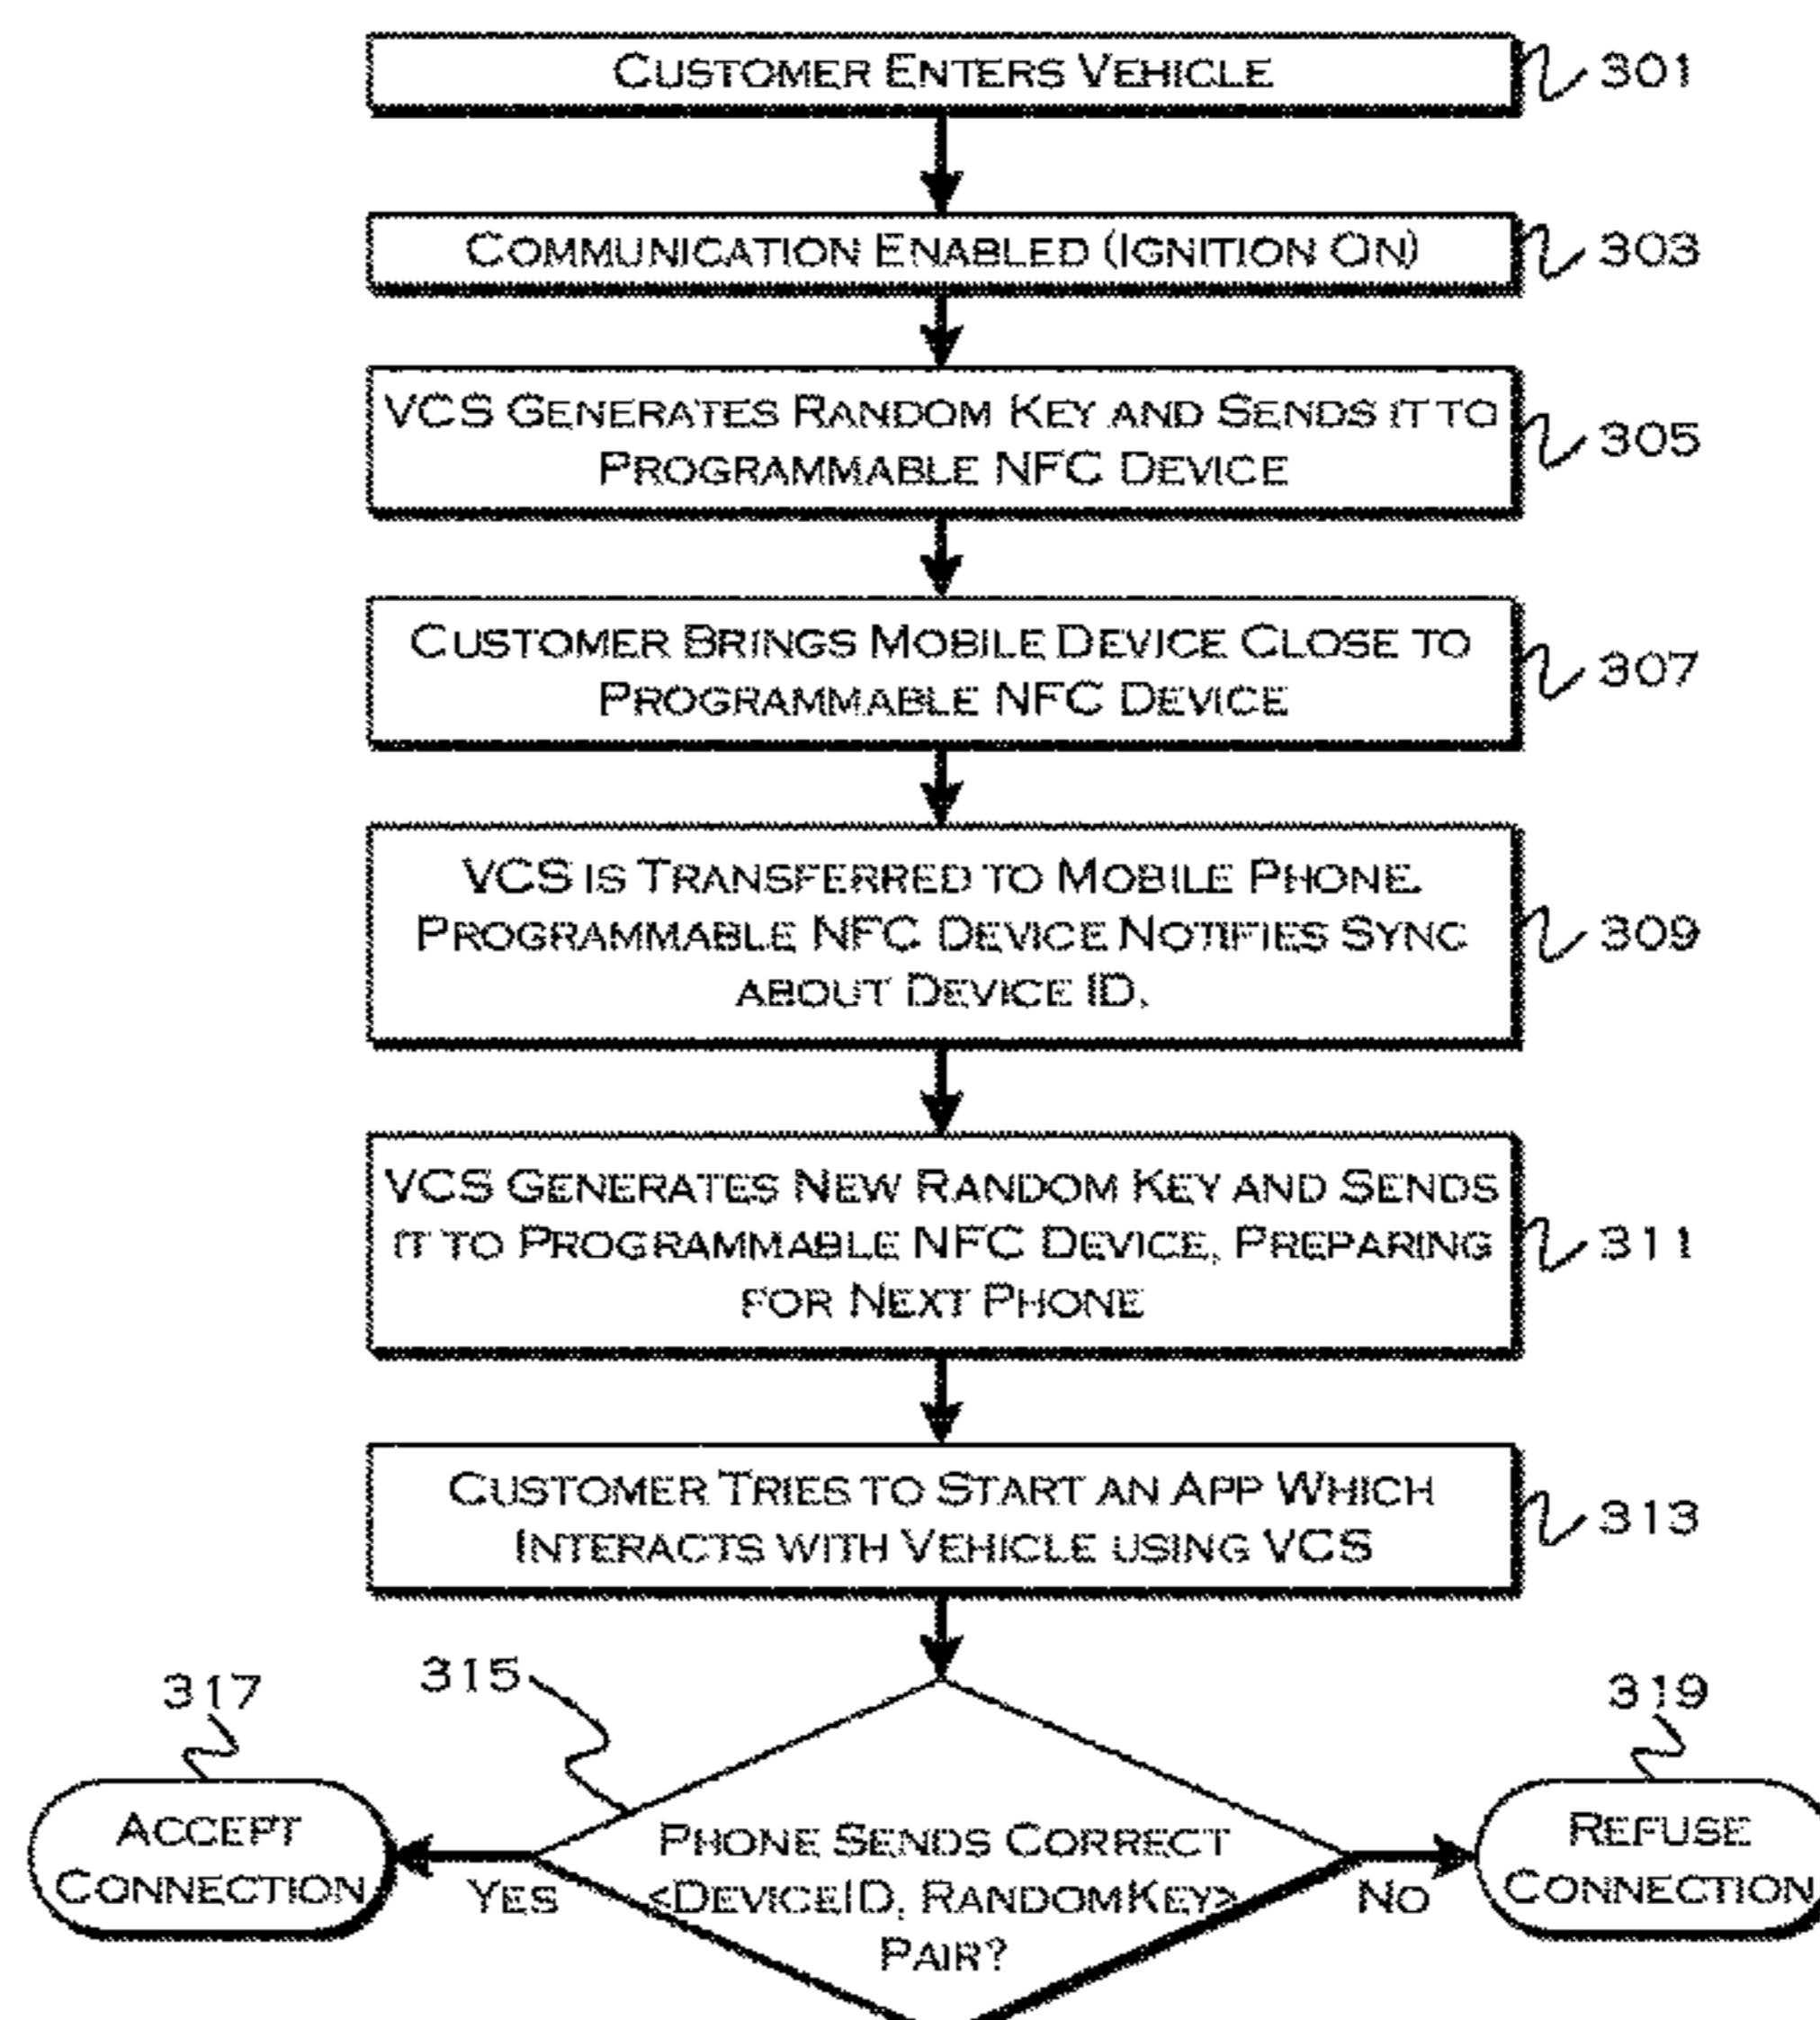 CUSTOMER ENTERS VEHICLE
301
COMMUNICATION ENABLED (IGNITION ON)
303
VCS GENERATES RANDOM KEY AND SENDS IT TO
PROGRAMMABLE NFC DEVICE
305
CUSTOMER BRINGS MOBILE DEVICE CLOSE TO
PROGRAMMABLE NFC DEVICE
307
VCS IS TRANSFERRED TO MOBILE PHONE.
PROGRAMMABLE NFC DEVICE NOTIFIES SYNC
ABOUT DEVICE ID.
309
VCS GENERATES NEW RANDOM KEY AND SENDS
IT TO PROGRAMMABLE NFC DEVICE, PREPARING
FOR NEXT PHONE
311
CUSTOMER TRIES TO START AN APP WHICH
INTERACTS WITH VEHICLE USING VCS
313
315
317
319
ACCEPT
CONNECTION
YES
PHONE SENDS CORRECT
<DEVICEID, RANDOMKEY>
PAIR?
NO
REFUSE
CONNECTION